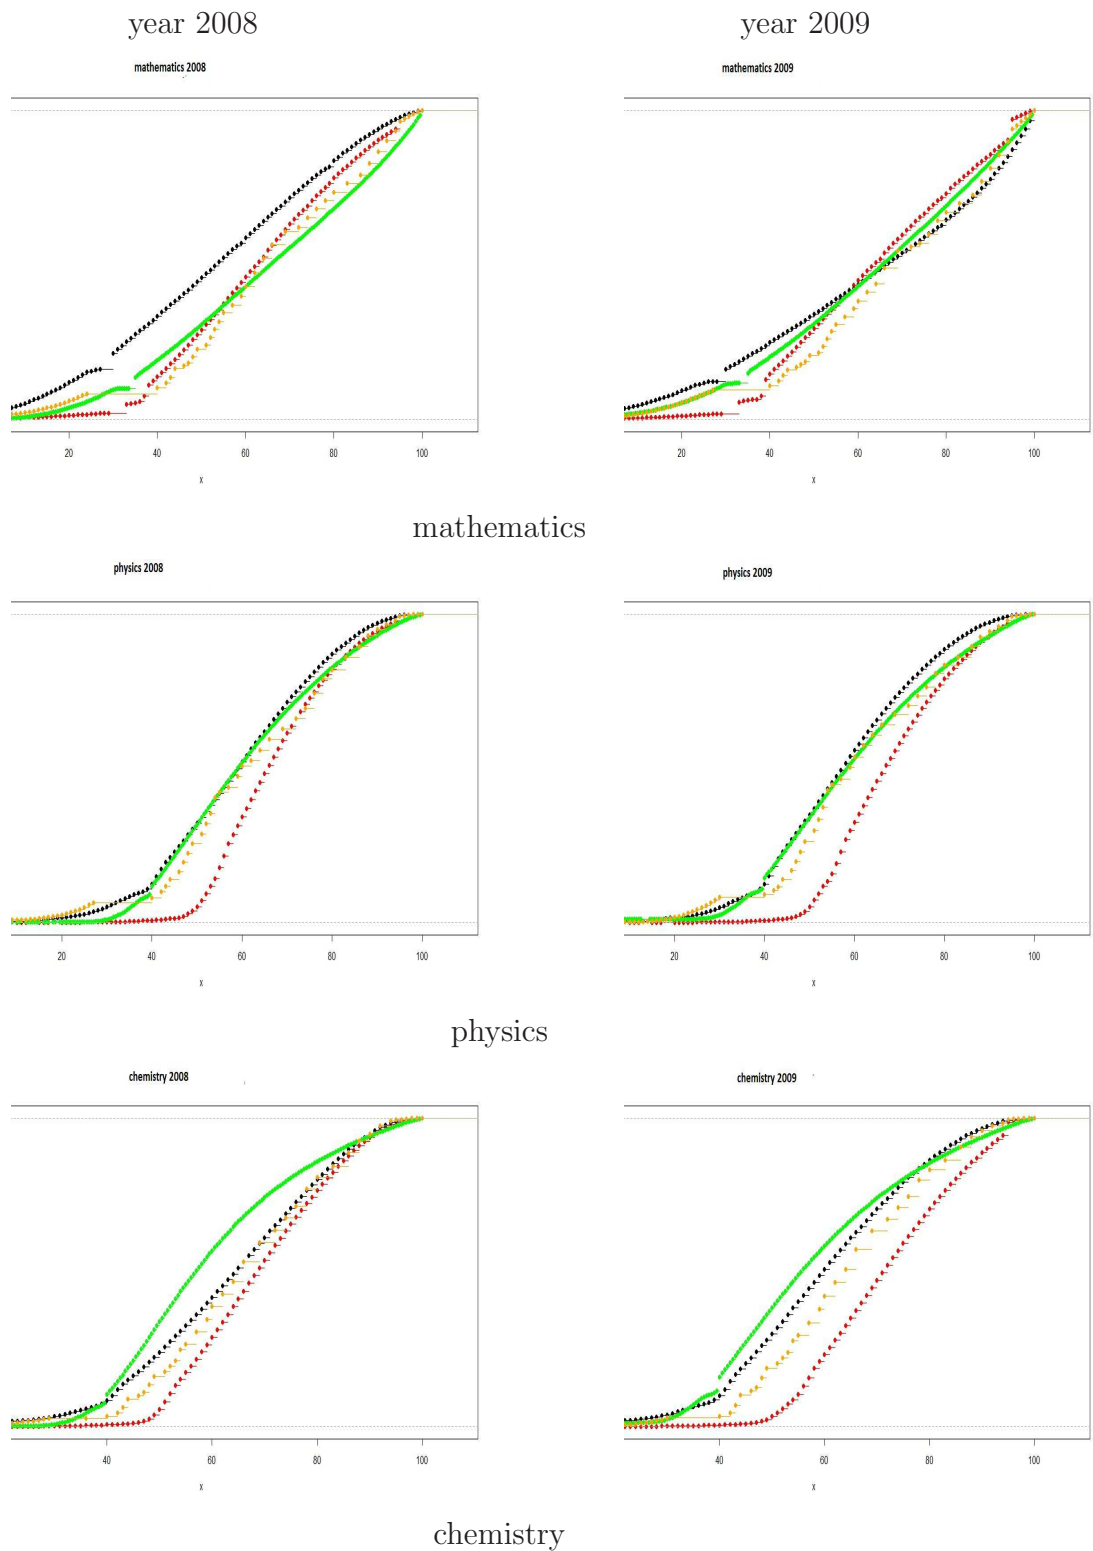 year 2008 year 2009
mathematics 2008 mathematics 2009
20 40 60 80 100 20 40 60 80 100
x x
mathematics
physics 2008 physics 2009
20 40 60 80 100 20 40 60 80 100
x x
physics
chemistry 2008 chemistry 2009
40 60 80 100 40 60 80 100
x x
chemistry